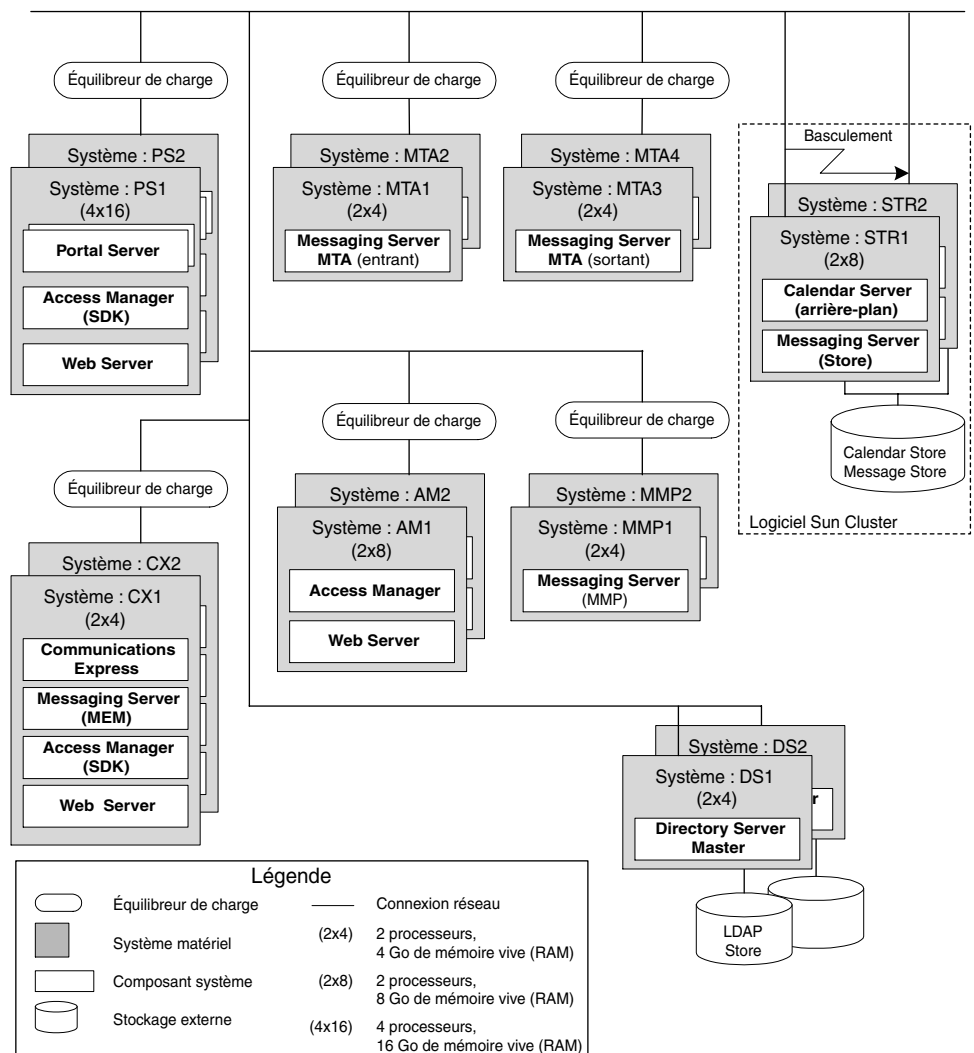 Équilibreur de charge
Équilibreur de charge
Équilibreur de charge
Système : PS2
Système : PS1
(4x16)
Portal Server
Access Manager
(SDK)
Web Server
Système : MTA2
Système : MTA1
(2x4)
Messaging Server
MTA (entrant)
Système : MTA4
Système : MTA3
(2x4)
Messaging Server
MTA (sortant)
Basculement
Système : STR2
Système : STR1
(2x8)
Calendar Server
(arrière-plan)
Messaging Server
(Store)
Calendar Store
Message Store
Logiciel Sun Cluster
Équilibreur de charge
Équilibreur de charge
Équilibreur de charge
Système : CX2
Système : CX1
(2x4)
Communications
Express
Messaging Server
(MEM)
Access Manager
(SDK)
Web Server
Système : AM2
Système : AM1
(2x8)
Access Manager
Web Server
Système : MMP2
Système : MMP1
(2x4)
Messaging Server
(MMP)
Système : DS2
Système : DS1
(2x4)
r
Directory Server
Master
LDAP
Store
Légende
Équilibreur de charge
Système matériel
Composant système
Stockage externe
Connexion réseau
(2x4) 2 processeurs,
4 Go de mémoire vive (RAM)
(2x8) 2 processeurs,
8 Go de mémoire vive (RAM)
(4x16) 4 processeurs,
16 Go de mémoire vive (RAM)